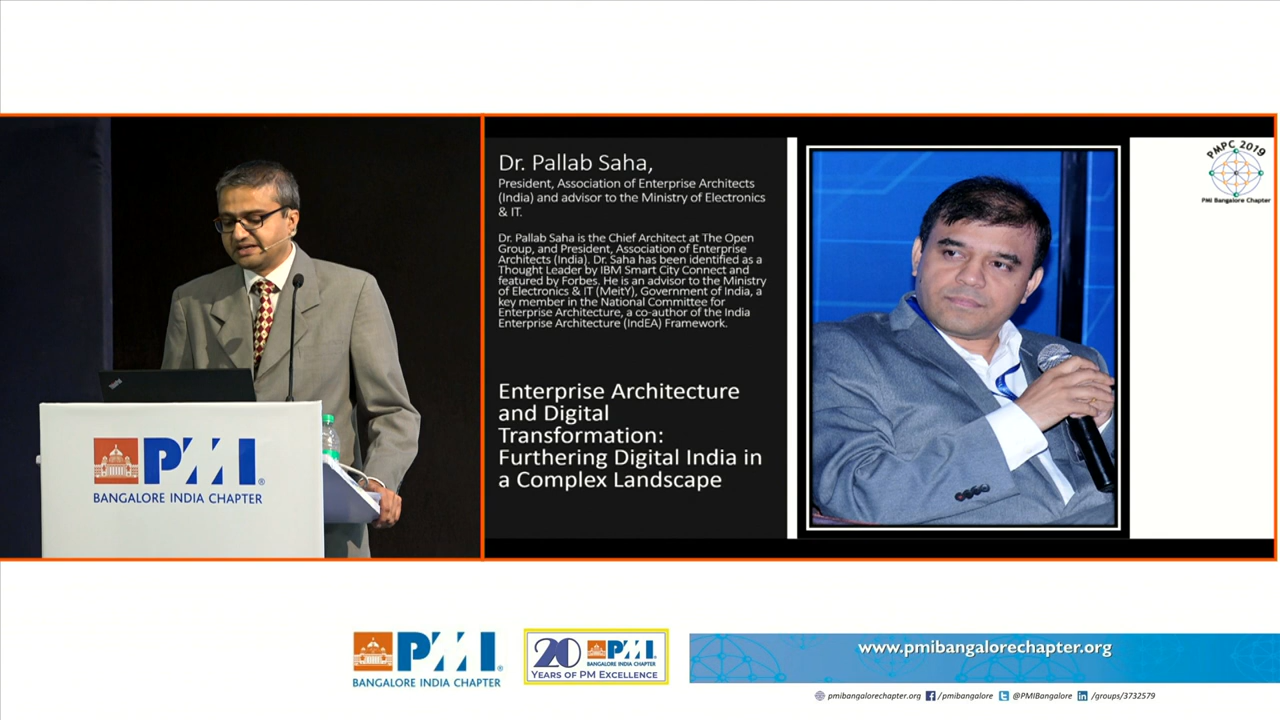 PMI
BANGALORE INDIA CHAPTER
Dr. Pallab Saha,
President, Association of Enterprise Architects
(India) and advisor to the Ministry of Electronics
& IT.
Dr. Pallab Saha is the Chief Architect at The Open
Group, and President, Association of Enterprise
Architects (India). Dr. Saha has been identified as a
Thought Leader by IBM Smart City Connect and
featured by Forbes. He is an advisor to the Ministry
of Electronics & IT (MeitY), Government of India, a
key member in the National Committee for
Enterprise Architecture, a co-author of the India
Enterprise Architecture (IndEA) Framework.
Enterprise Architecture
and Digital
Transformation:
Furthering Digital India in
a Complex Landscape
PMPC 2019
PMI Bangalore Chapter
PMI®
BANGALORE INDIA CHAPTER
20
PMI
BANGALORE INDIA CHAPTER
YEARS OF PM EXCELLENCE
www.pmibangalorechapter.org
pmibangalorechapter.org /pmibangalore @PMIBangalore /groups/3732579